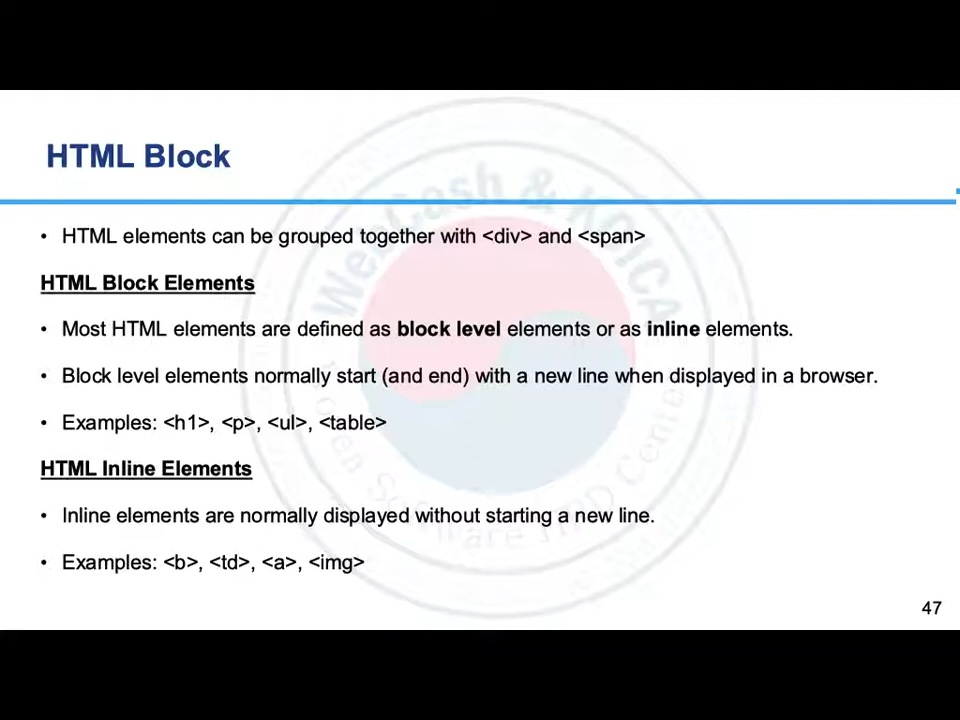 HTML Block
• HTML elements can be grouped together with <div> and <span>
HTML Block Elements
• Most HTML elements are defined as block level elements or as inline elements.
• Block level elements normally start (and end) with a new line when displayed in a browser.
• Examples: <h1>, <p>, <ul>, <table>
HTML Inline Elements
• Inline elements are normally displayed without starting a new line.
• Examples: <b>, <td>, <a>, <img>
47